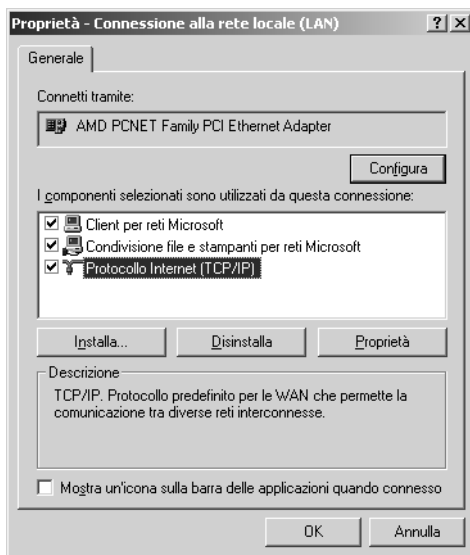 Proprietà - Connessione alla rete locale (LAN)
Generale
Connetti tramite:
AMD PCNET Family PCI Ethernet Adapter
Configura
I componenti selezionati sono utilizzati da questa connessione:
Client per reti Microsoft
Condivisione file e stampanti per reti Microsoft
Protocollo Internet (TCP/IP)
Installa... Disinstalla Proprietà
Descrizione
TCP/IP. Protocollo predefinito per le WAN che permette la
comunicazione tra diverse reti interconnesse.
Mostra un'icona sulla barra delle applicazioni quando connesso
OK Annulla